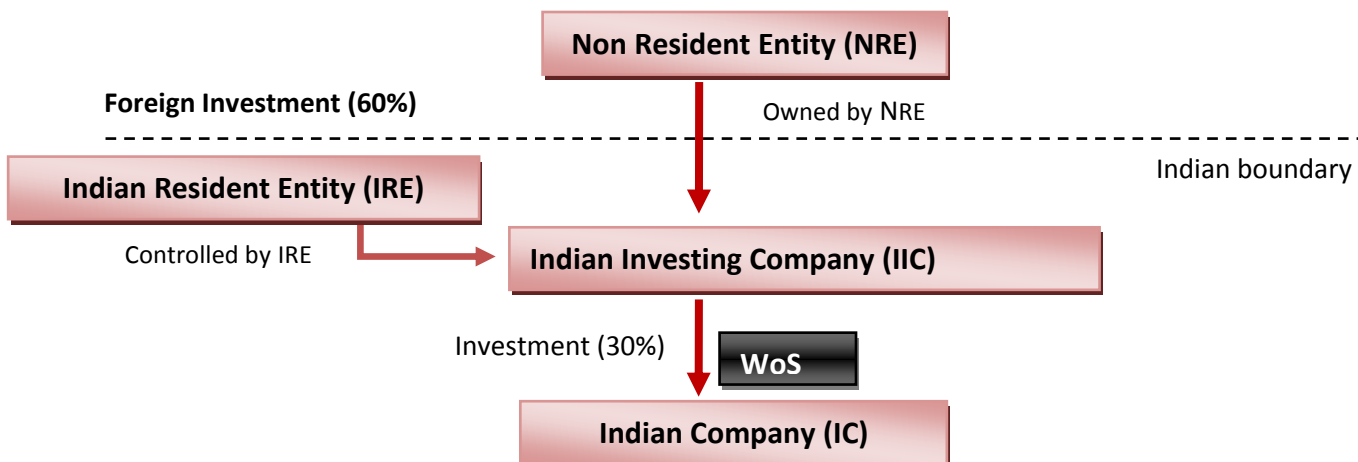 Non Resident Entity (NRE)
Foreign Investment (60%)
Owned by NRE
Indian boundary
Indian Resident Entity (IRE)
Controlled by IRE
Indian Investing Company (IIC)
Investment (30%)
WoS
Indian Company (IC)